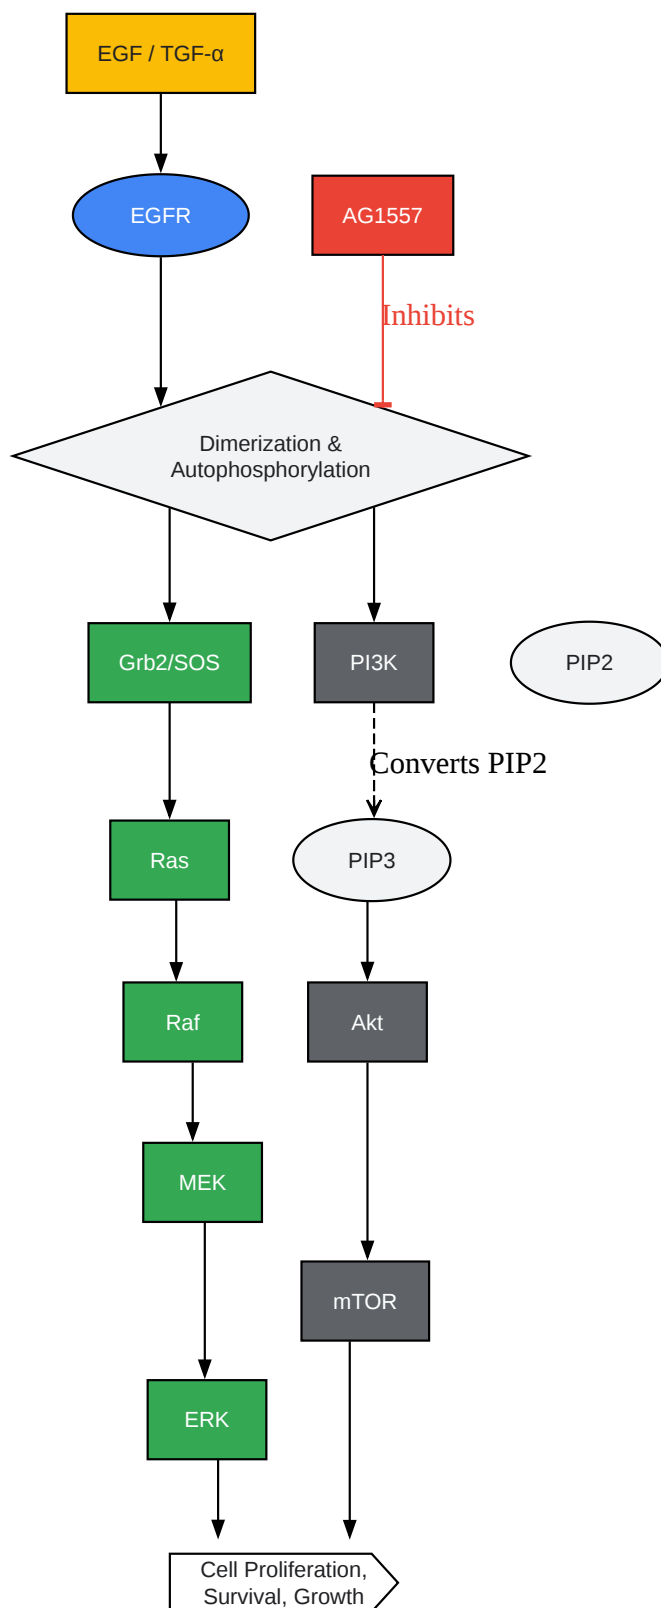 EGF / TGF-α
EGFR
AG1557
Inhibits
Dimerization &
Autophosphorylation
Grb2/SOS
PI3K
PIP2
Converts PIP2
Ras
PIP3
Raf
Akt
MEK
mTOR
ERK
Cell Proliferation,
Survival, Growth